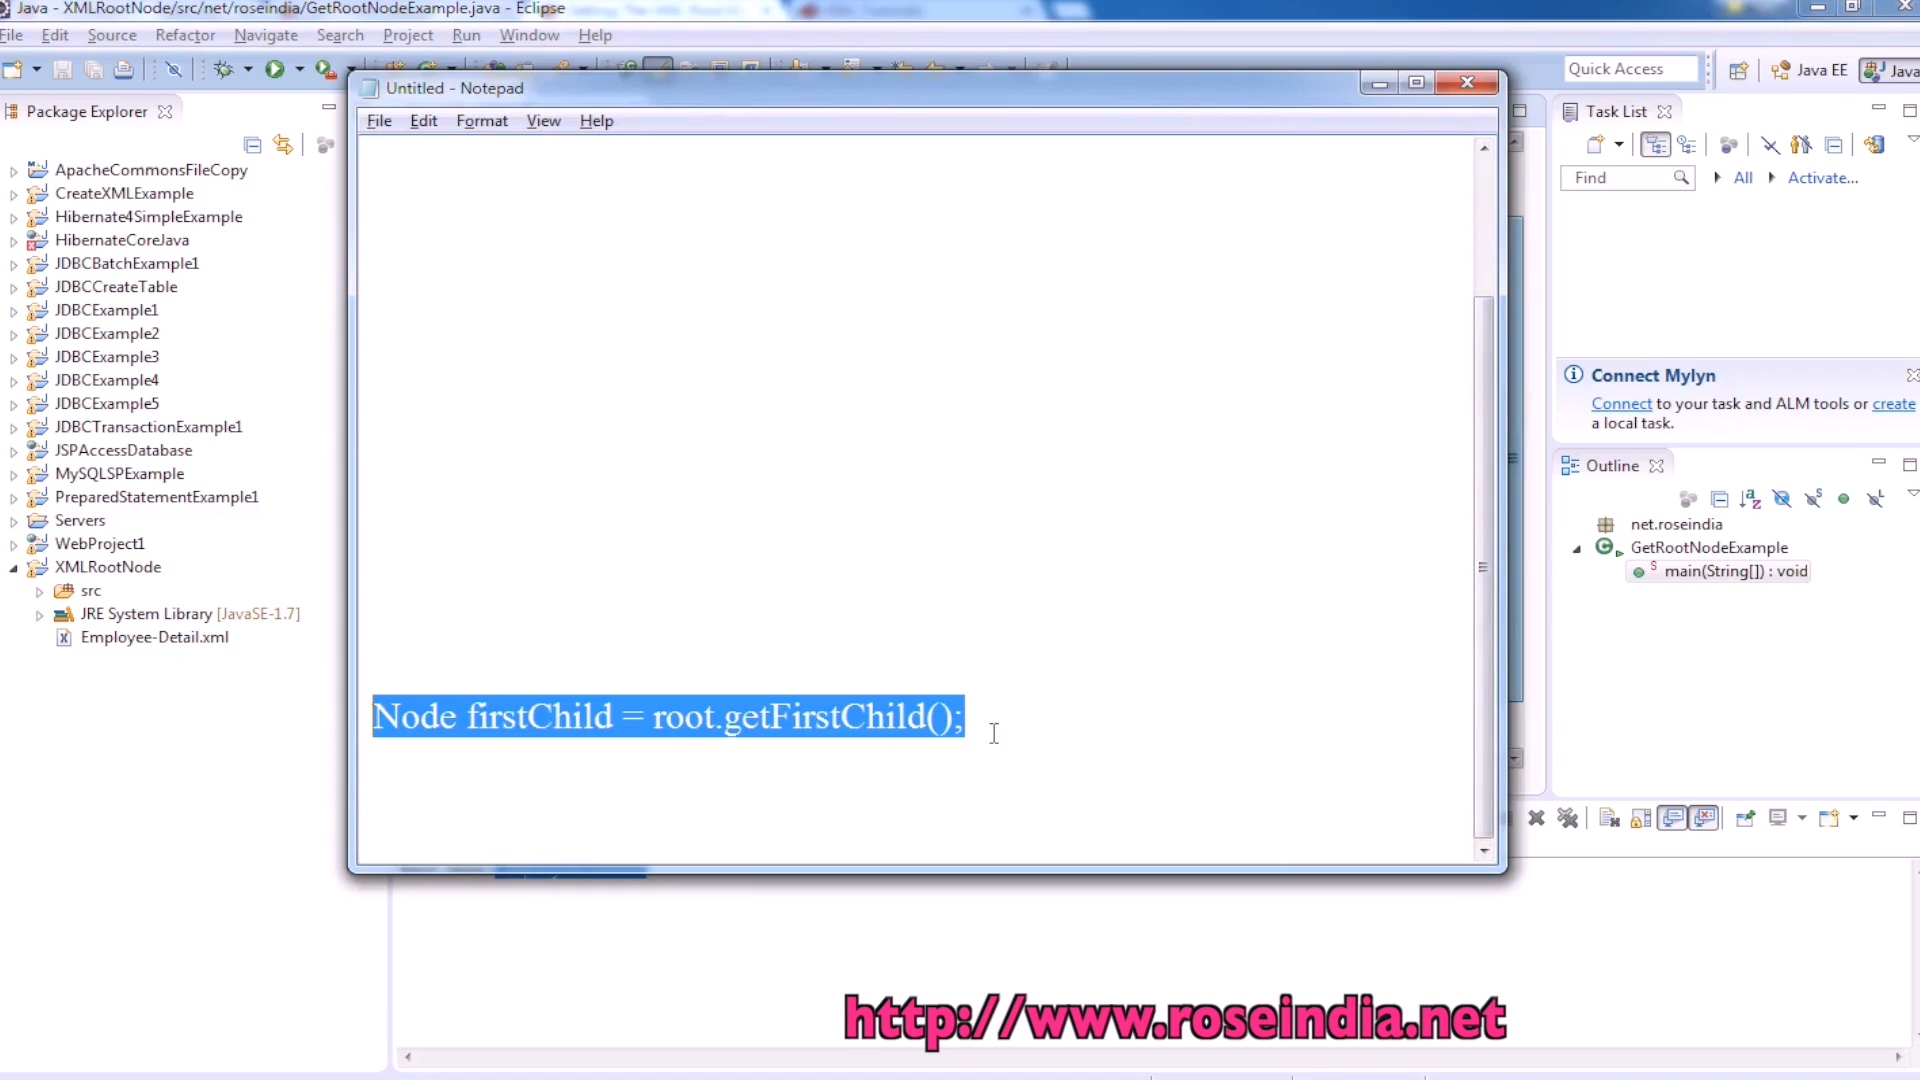 Java - XMLRootNode/src/net/roseindia/GetRootNodeExample.java - Eclipse
File Edit Source Refactor Navigate Search Project Run Window Help
Quick Access
Java EE
Java
Package Explorer
ApacheCommonsFileCopy
CreateXMLExample
Hibernate4SimpleExample
HibernateCoreJava
JDBCBatchExample1
JDBCCreateTable
JDBCExample1
JDBCExample2
JDBCExample3
JDBCExample4
JDBCExample5
JDBCTransactionExample1
JSPAccessDatabase
MySQLSPExample
PreparedStatementExample1
Servers
WebProject1
XMLRootNode
src
JRE System Library [JavaSE-1.7]
Employee-Detail.xml
Untitled - Notepad
File Edit Format View Help
Node firstChild = root.getFirstChild();
Task List
Find
All
Activate...
Connect Mylyn
Connect to your task and ALM tools or create
a local task.
Outline
net.roseindia
GetRootNodeExample
main(String[]) : void
http://www.roseindia.net